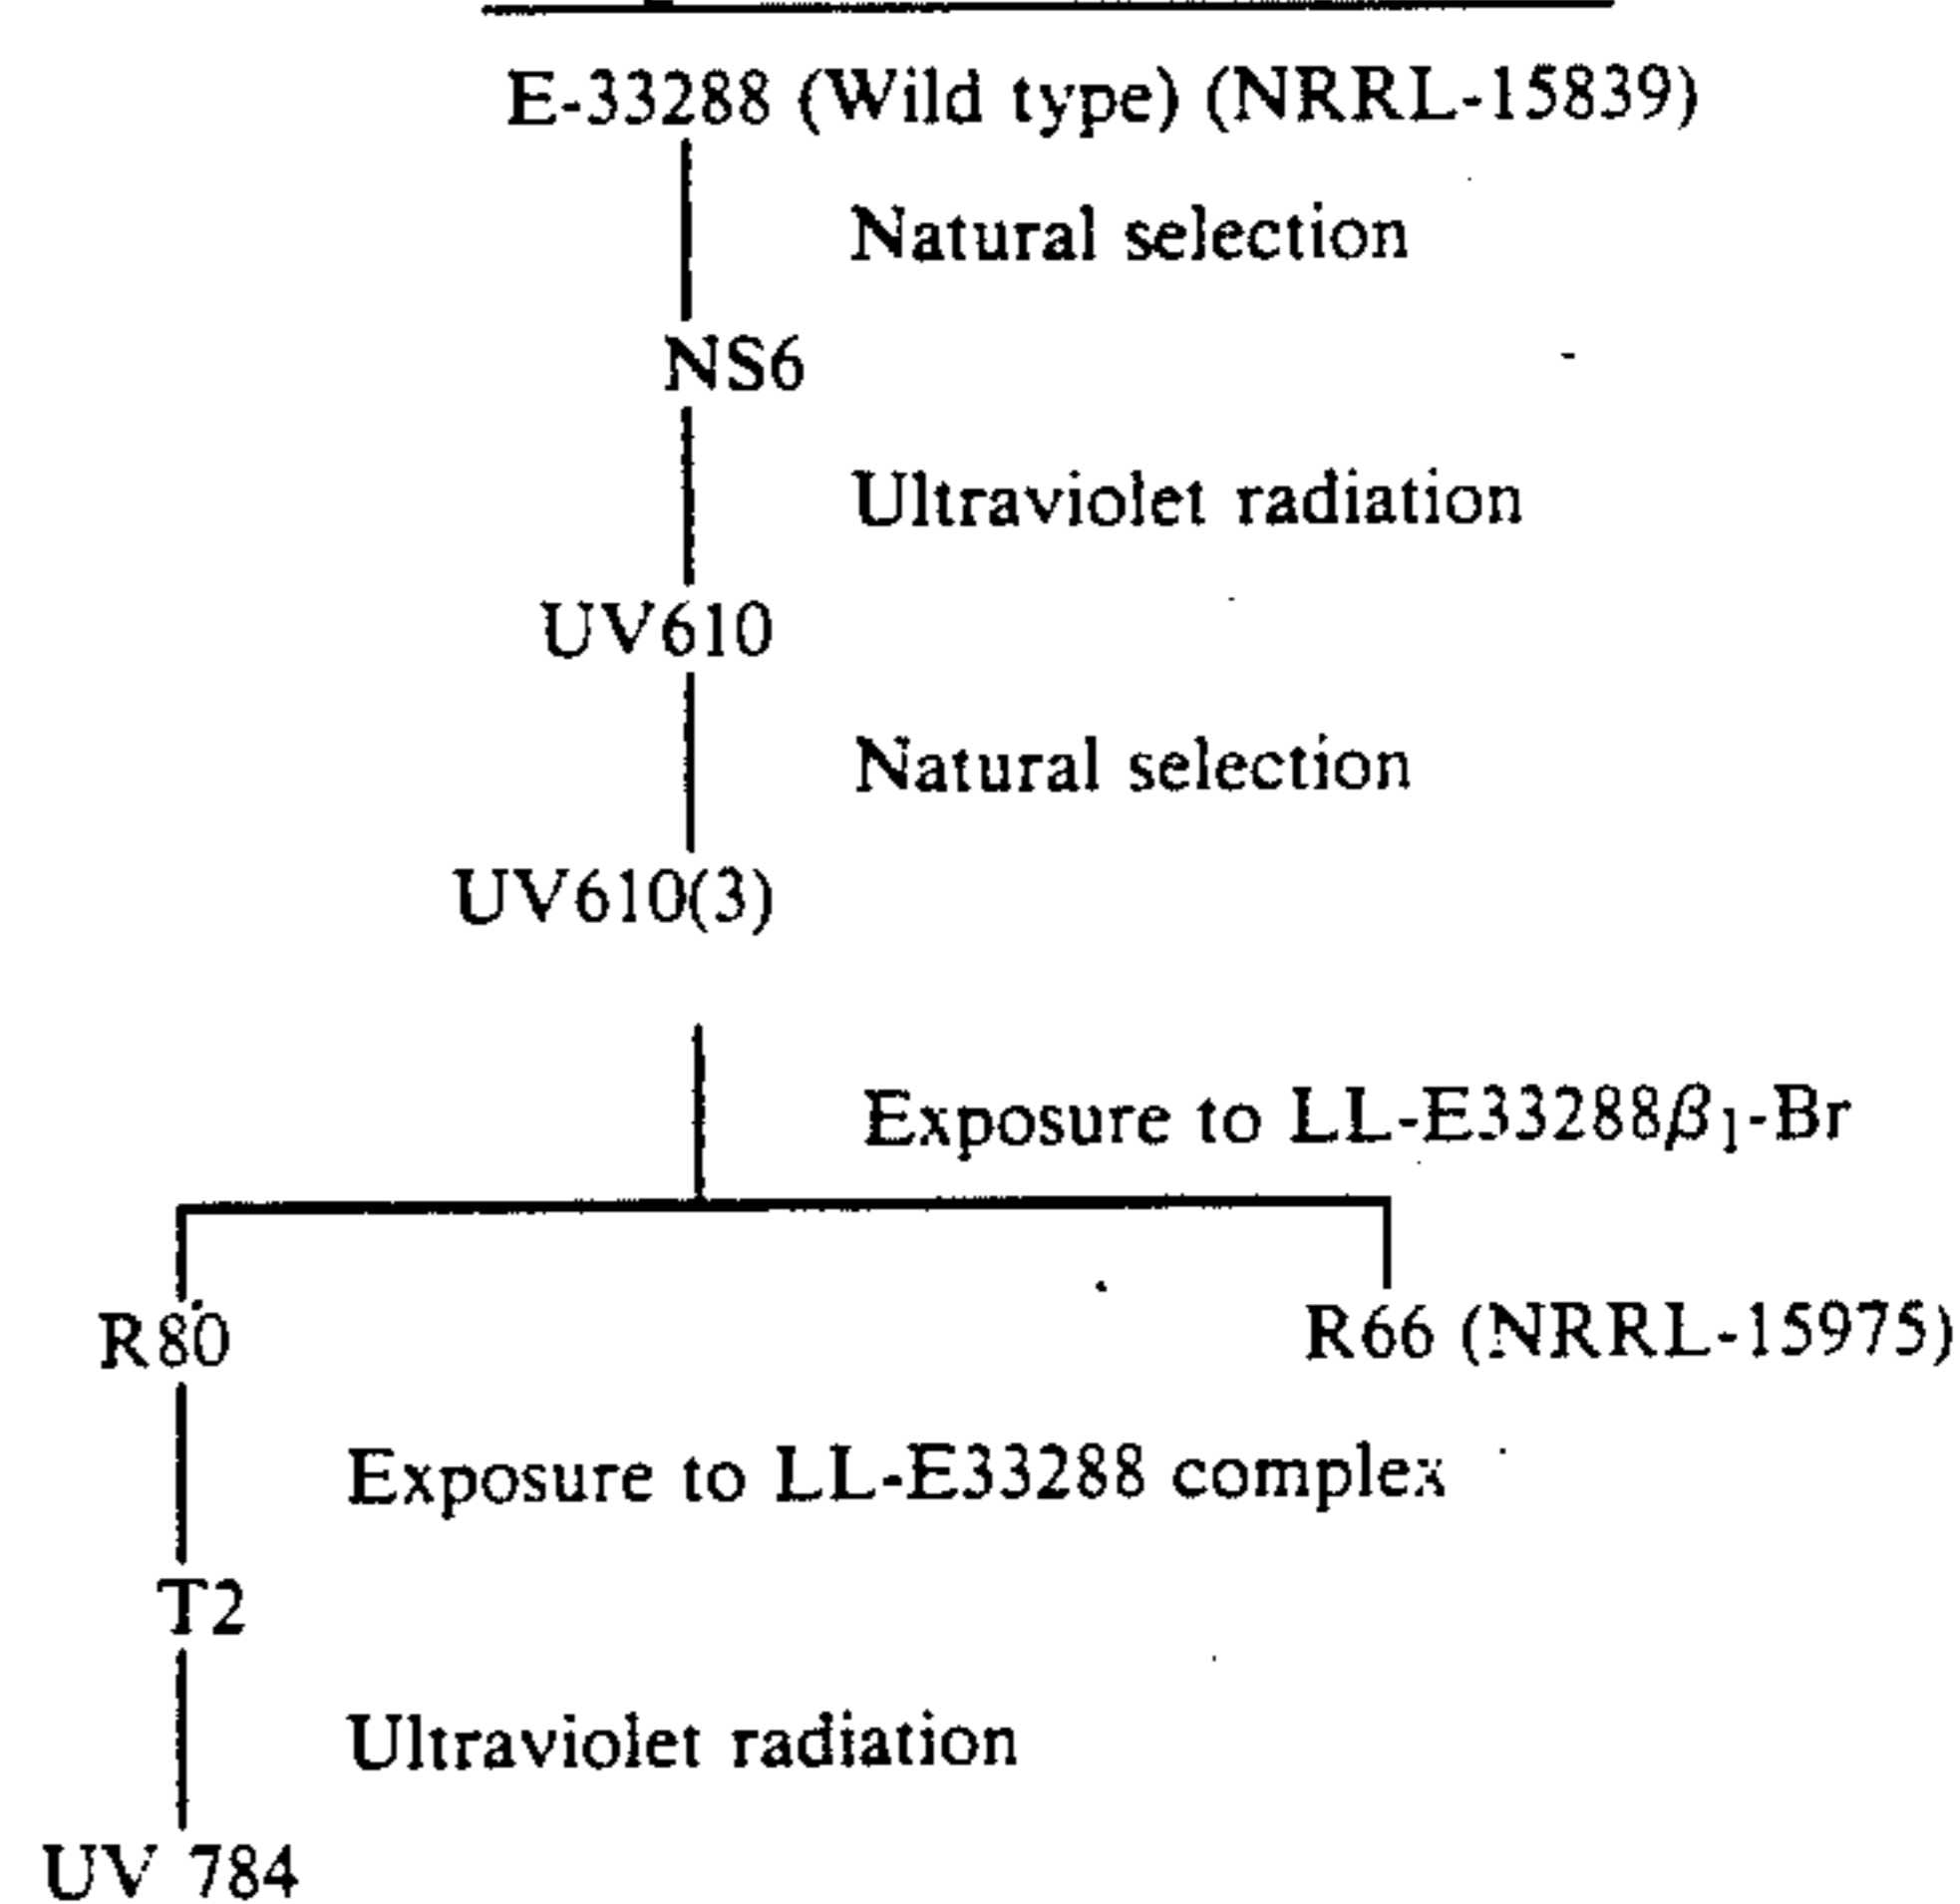 E-33288 (Wild type) (NRRL-15839)
Natural selection
NS6
Ultraviolet radiation
UV610
Natural selection
UV610(3)
Exposure to LL-E33288β₁-Br
R80
R66 (NRRL-15975)
Exposure to LL-E33288 complex
T2
Ultraviolet radiation
UV 784